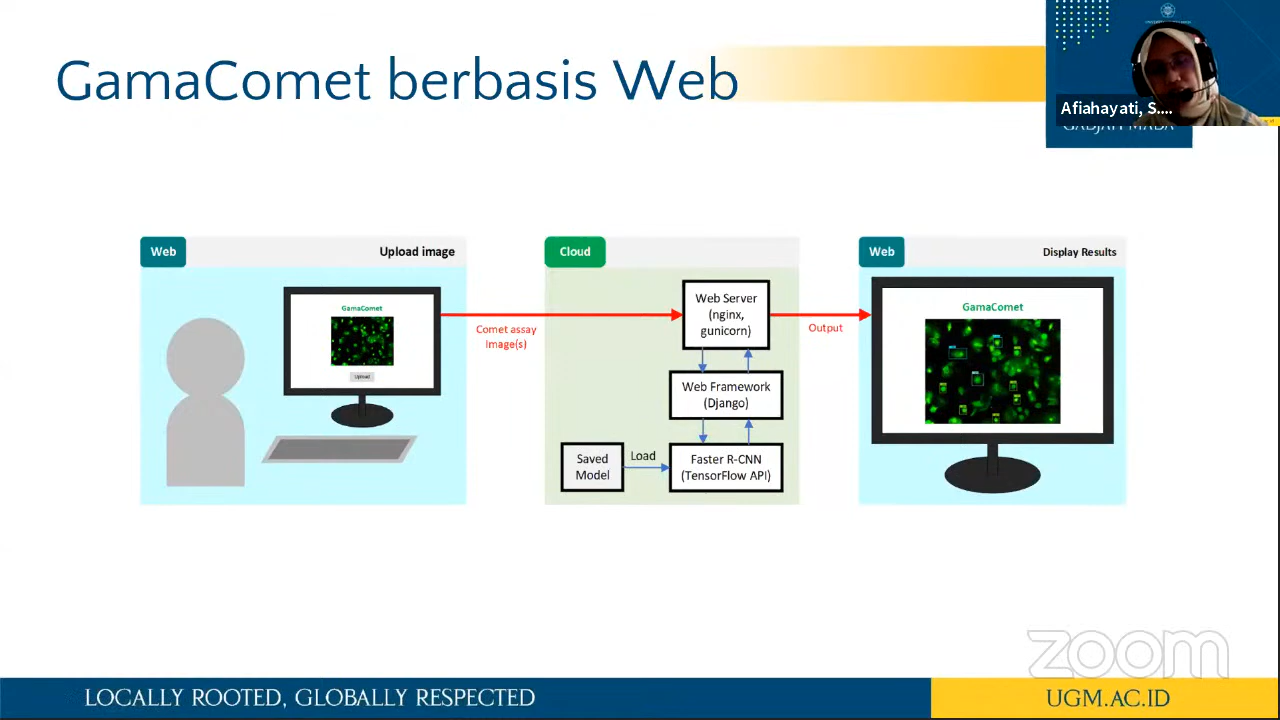 GamaComet berbasis Web
Afiahayati, S....
GADJAH MADA
Web
Upload image
GamaComet
Upload
Comet assay
Image(s)
Cloud
Web Server
(nginx,
gunicorn)
Web Framework
(Django)
Saved
Model
Load
Faster R-CNN
(TensorFlow API)
Output
Web
Display Results
GamaComet
zoom
LOCALLY ROOTED, GLOBALLY RESPECTED
UGM.AC.ID